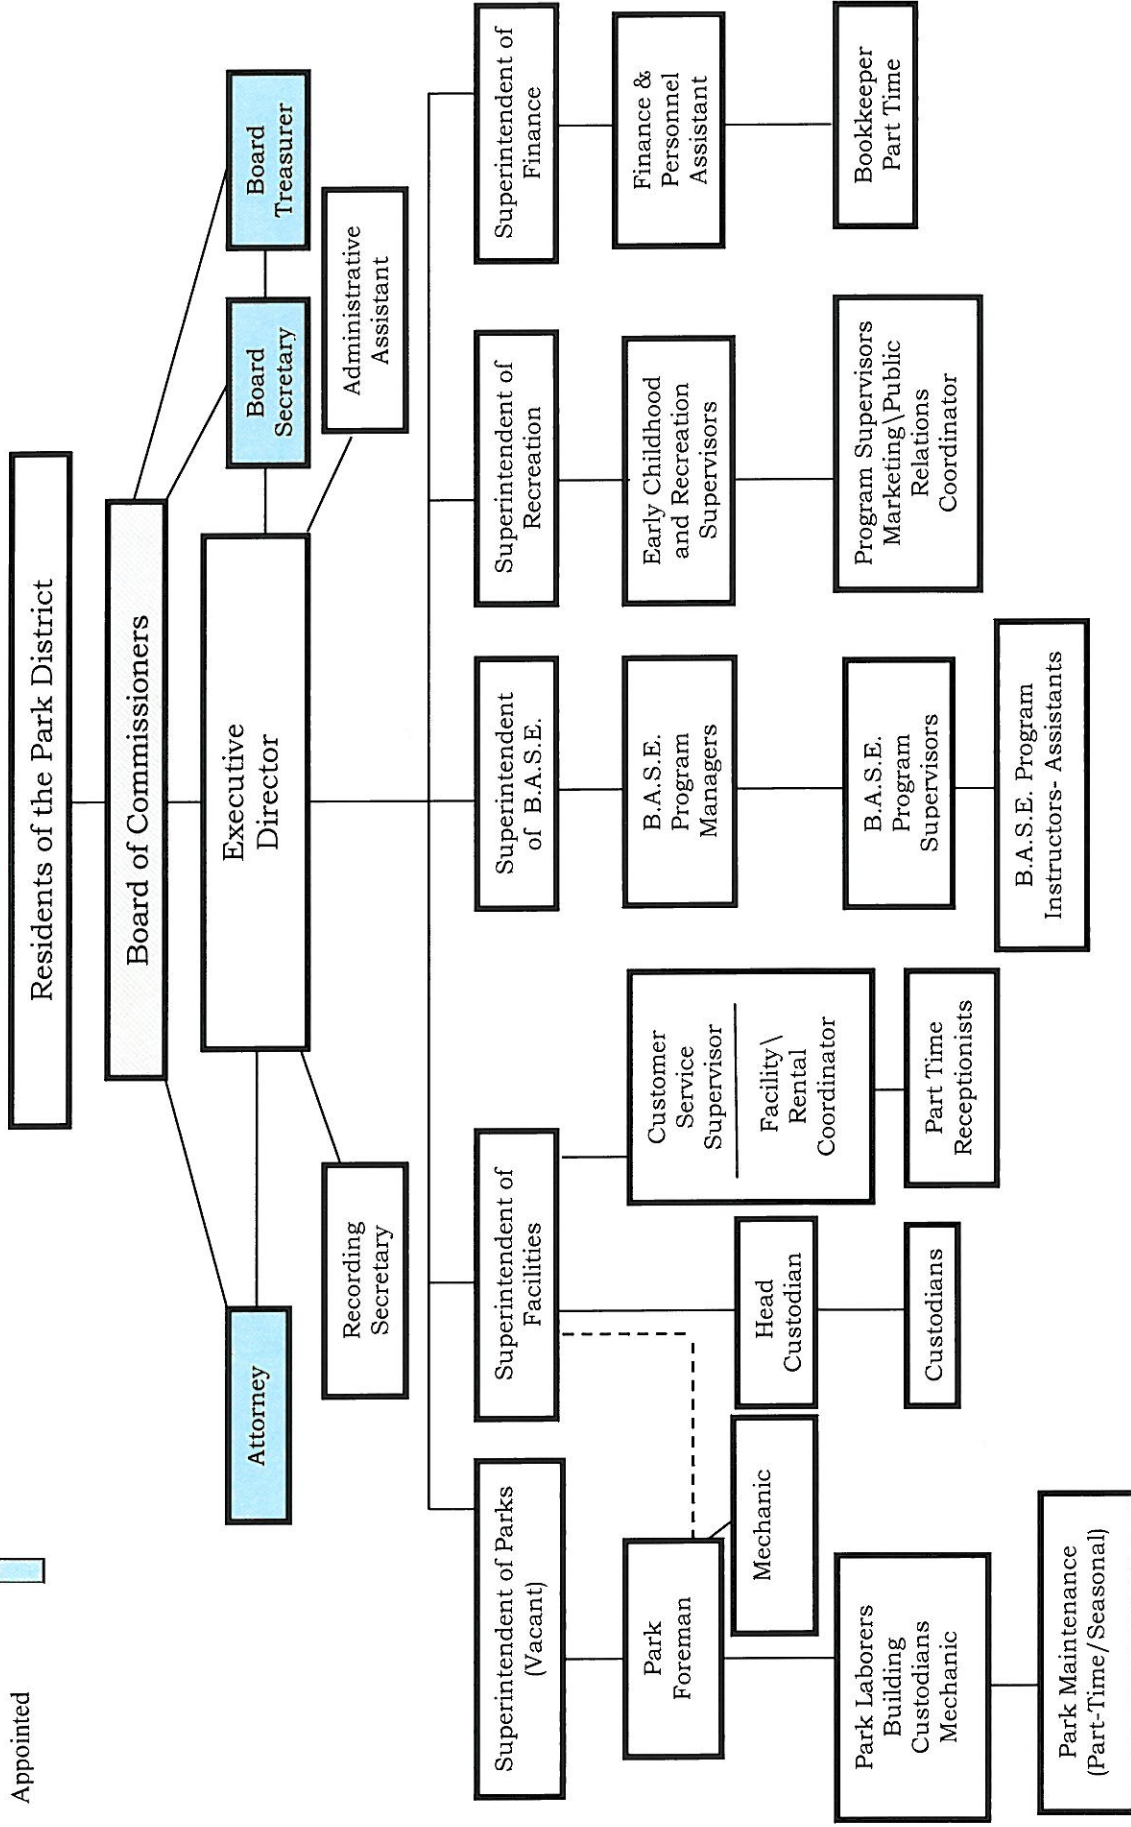 Appointed
Residents of the Park District
Board of Commissioners
Executive
Director
Attorney
Board
Secretary
Board
Treasurer
Recording
Secretary
Administrative
Assistant
Superintendent of Parks
(Vacant)
Superintendent of
Facilities
Superintendent
of B.A.S.E.
Superintendent of
Recreation
Superintendent of
Finance
Park
Foreman
Customer
Service
Supervisor
Facility\
Rental
Coordinator
B.A.S.E.
Program
Managers
Early Childhood
and Recreation
Supervisors
Finance &
Personnel
Assistant
Mechanic
Head
Custodian
Park Laborers
Building
Custodians
Mechanic
Custodians
Part Time
Receptionists
B.A.S.E.
Program
Supervisors
Program Supervisors
Marketing\Public
Relations
Coordinator
Bookkeeper
Part Time
B.A.S.E. Program
Instructors- Assistants
Park Maintenance
(Part-Time/Seasonal)